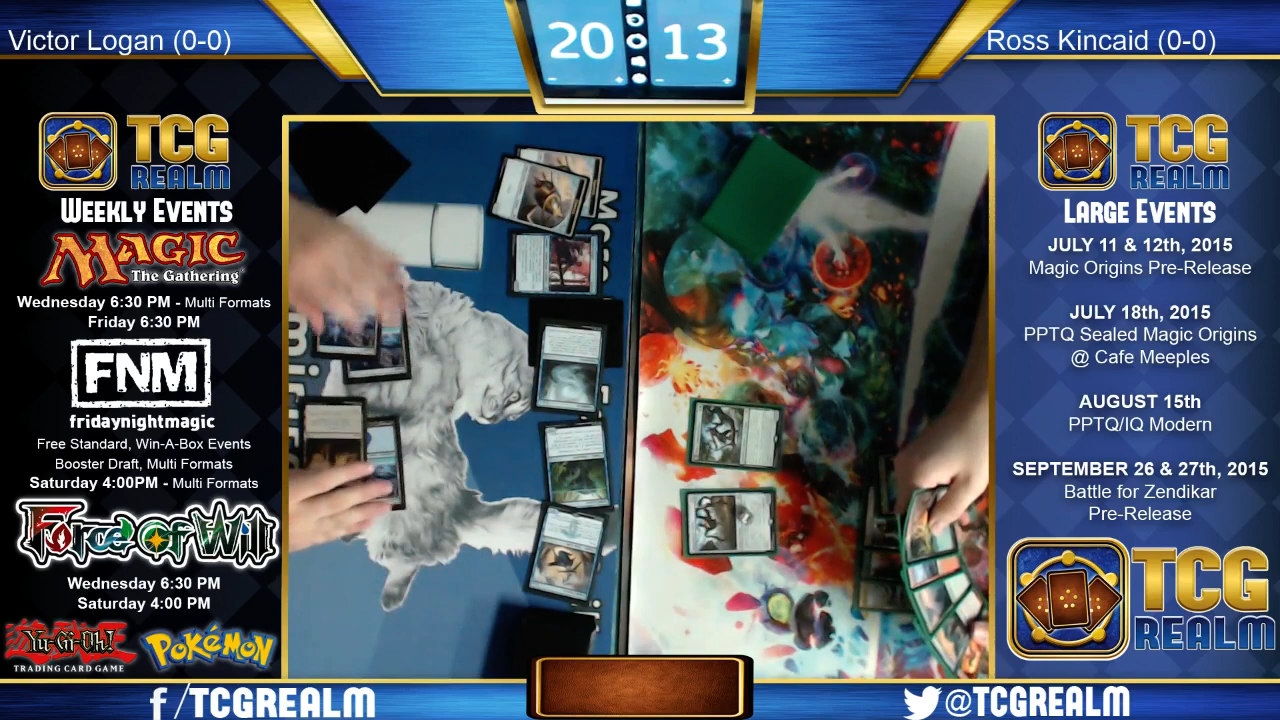 Victor Logan (0-0)
20 13
Ross Kincaid (0-0)
TCG
REALM
WEEKLY EVENTS
MAGIC
The Gathering
Wednesday 6:30 PM - Multi Formats
Friday 6:30 PM
FNM
fridaynightmagic
Free Standard, Win-A-Box Events
Booster Draft, Multi Formats
Saturday 4:00PM - Multi Formats
Force of Will
Wednesday 6:30 PM
Saturday 4:00 PM
Yu-Gi-Oh!
TRADING CARD GAME
POKéMON
TCG
REALM
LARGE EVENTS
JULY 11 & 12th, 2015
Magic Origins Pre-Release
JULY 18th, 2015
PPTQ Sealed Magic Origins
@ Cafe Meeples
AUGUST 15th
PPTQ/IQ Modern
SEPTEMBER 26 & 27th, 2015
Battle for Zendikar
Pre-Release
TCG
REALM
f /TCGREALM
@TCGREALM